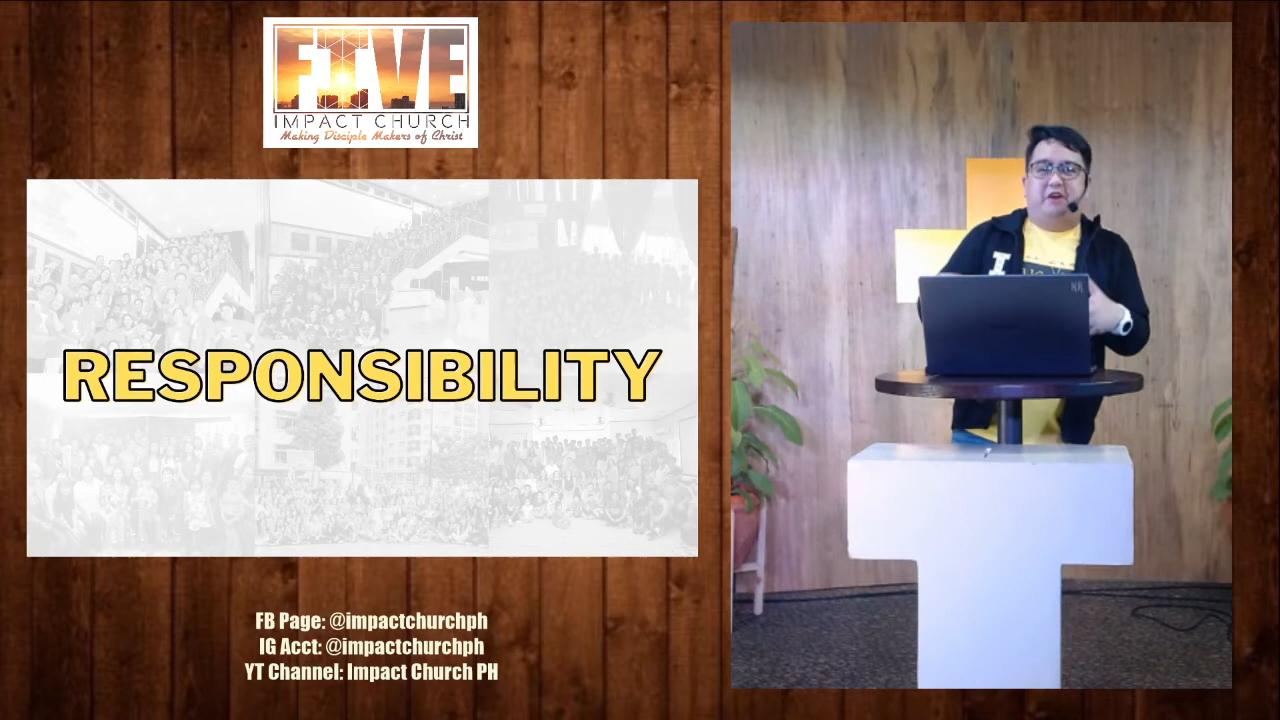 FIVE
IMPACT CHURCH
Making Disciple Makers of Christ
RESPONSIBILITY
FB Page: @impactchurchph
IG Acct: @impactchurchph
YT Channel: Impact Church PH